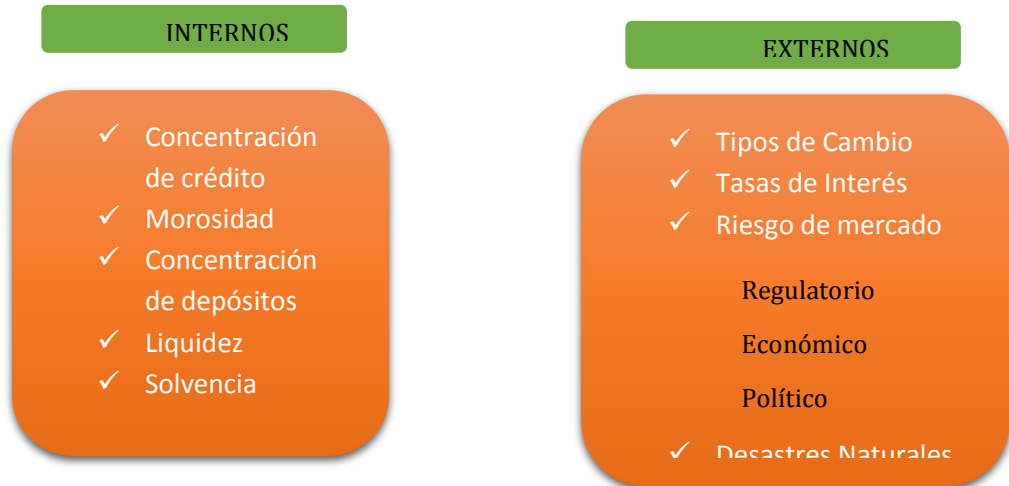 INTERNOS
✓ Concentración
de crédito
✓ Morosidad
✓ Concentración
de depósitos
✓ Liquidez
✓ Solvencia
EXTERNOS
✓ Tipos de Cambio
✓ Tasas de Interés
✓ Riesgo de mercado
Regulatorio
Económico
Político
✓ Desastres Naturales